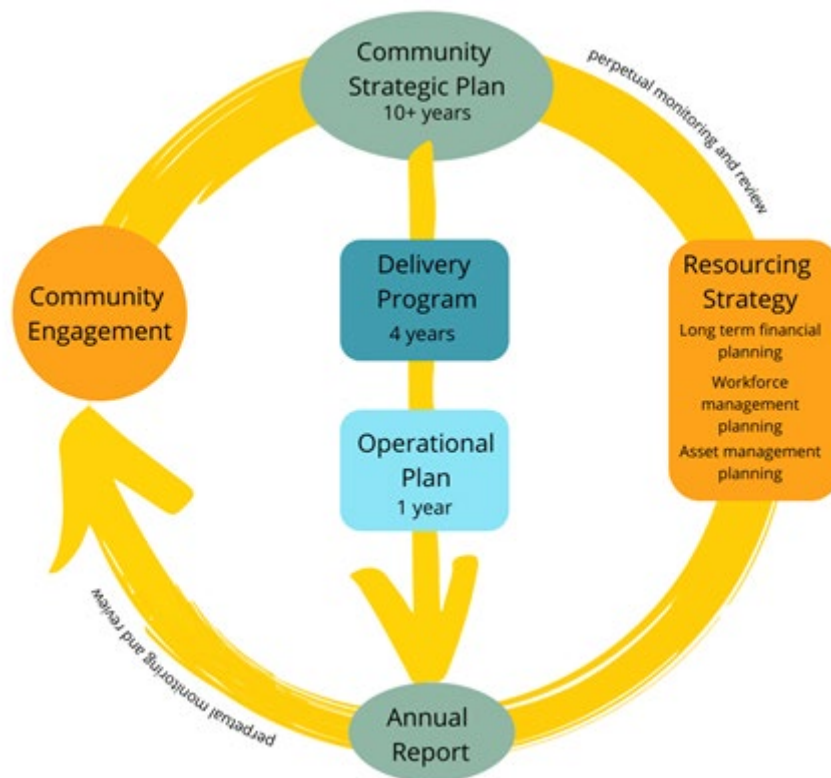 Community
Strategic Plan
10+ years
perpetual monitoring and review
Delivery
Program
4 years
Resourcing
Strategy
Long term financial
planning
Workforce
management
planning
Asset management
planning
Community
Engagement
Operational
Plan
1 year
perpetual monitoring and review
Annual
Report